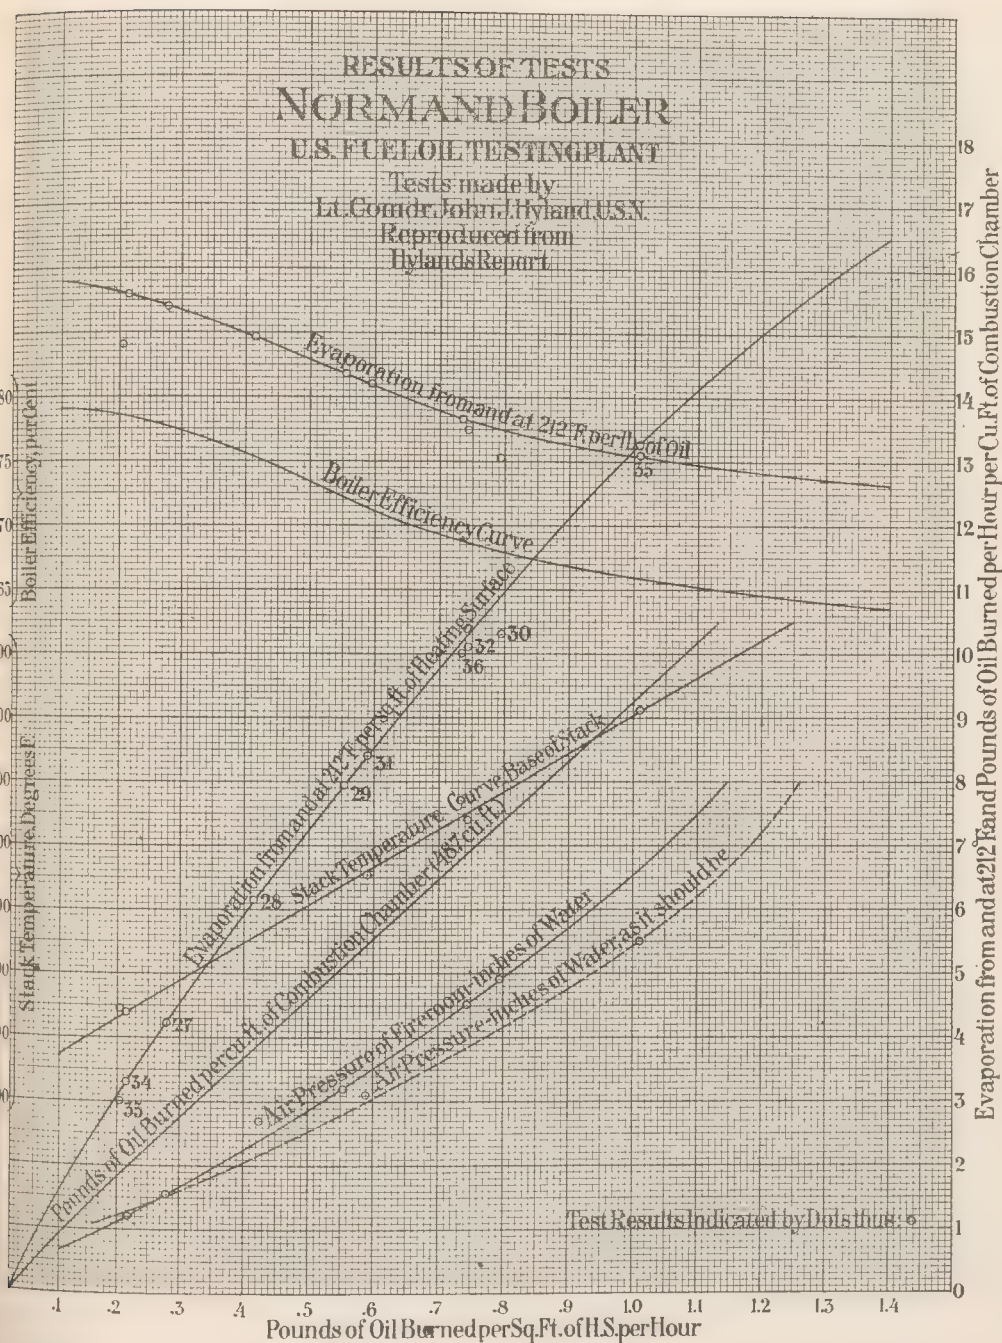 RESULTS OF TESTS
NORMAND BOILER
U.S. FUEL OIL TESTING PLANT
Tests made by
Lt. Comdr. John J. Hyland. U.S.N.
Reproduced from
Hylands Report
Evaporation from and at 212° F. per lb. of Oil
Boiler Efficiency Curve
Evaporation from and at 212° F. per sq. ft. of Heating Surface
Stack Temperature Curve. Base of Stack
Pounds of Oil Burned per cu. ft. of Combustion Chamber (487 cu. ft.)
Air Pressure of Fireroom - inches of Water
Air Pressure - inches of Water, as it should be
35
30
32
36
31
29
28
27
34
33
Test Results Indicated by Dots thus: o
Boiler Efficiency, per Cent
80
75
70
65
Stack Temperature. Degrees F.
18
17
16
15
14
13
12
11
10
9
8
7
6
5
4
3
2
1
0
Evaporation from and at 212° F. and Pounds of Oil Burned per Hour per Cu. Ft. of Combustion Chamber
.1 .2 .3 .4 .5 .6 .7 .8 .9 1.0 1.1 1.2 1.3 1.4
Pounds of Oil Burned per Sq. Ft. of H.S. per Hour